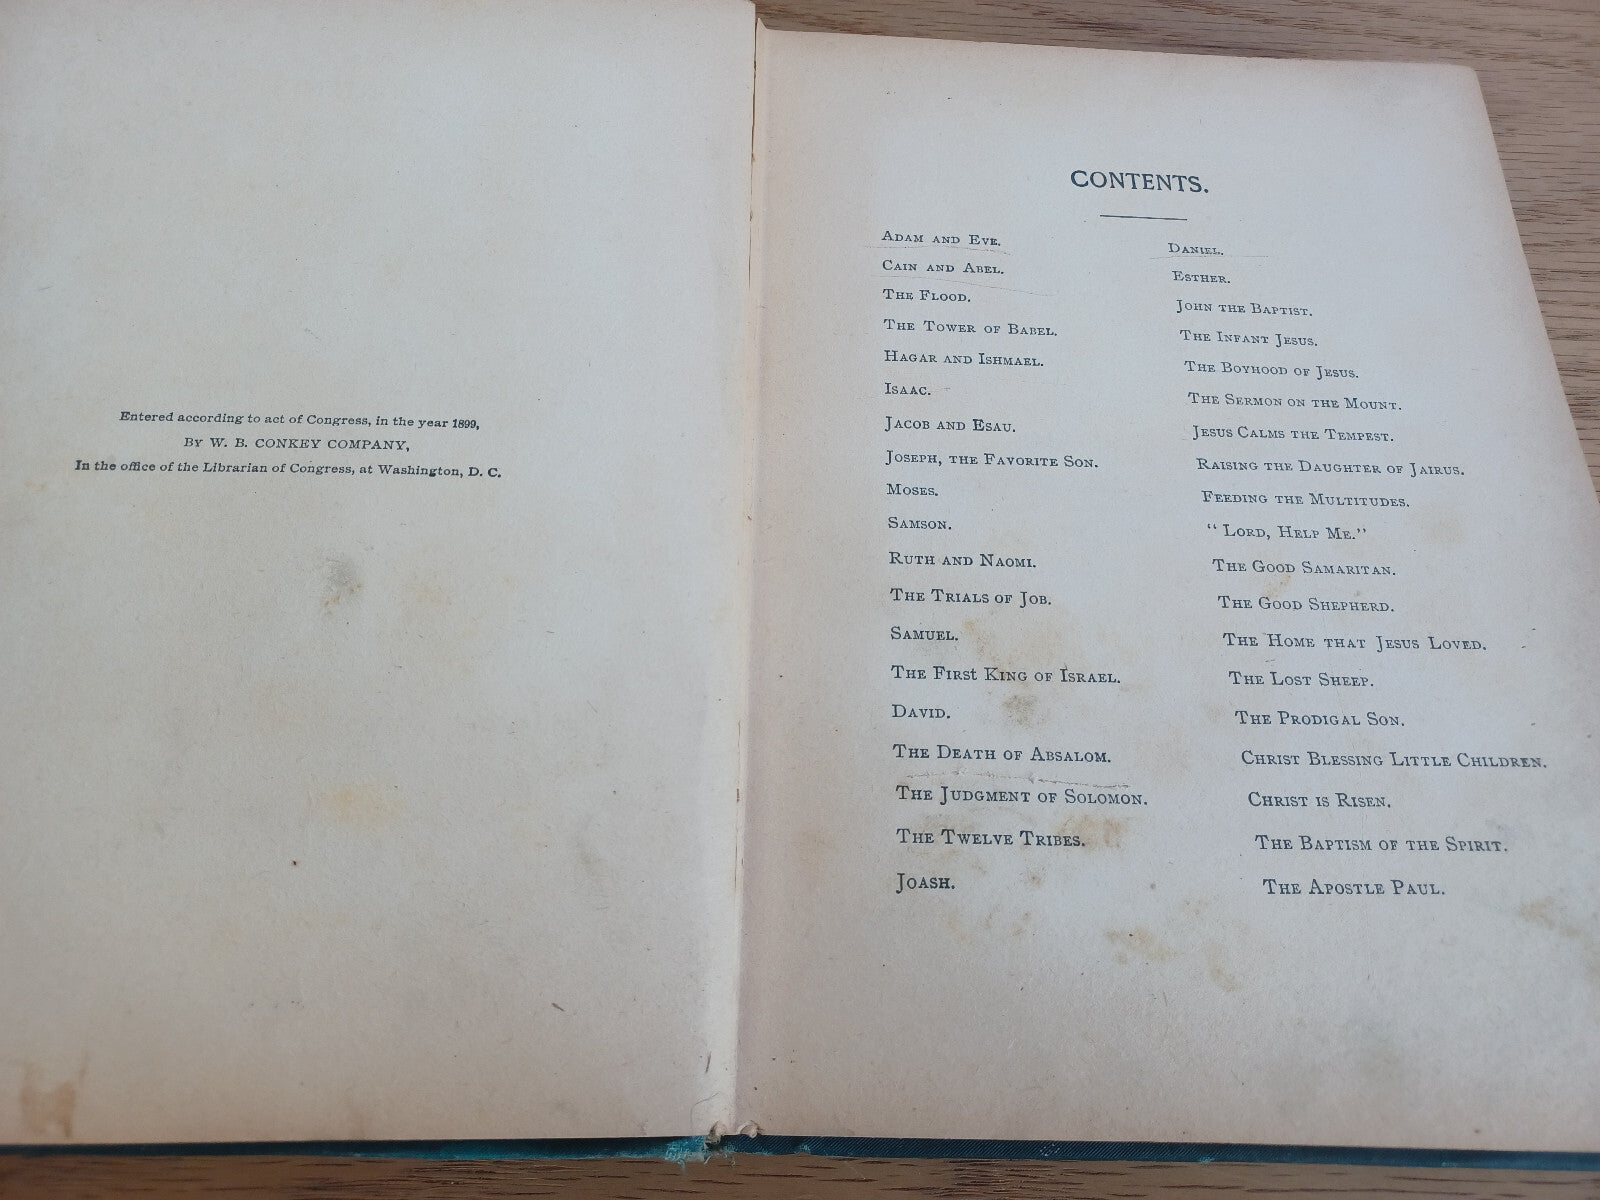 Entered according to act of Congress, in the year 1899,
By W. B. CONKEY COMPANY,
In the office of the Librarian of Congress, at Washington, D. C.
CONTENTS.
Adam and Eve.
Cain and Abel.
The Flood.
The Tower of Babel.
Hagar and Ishmael.
Isaac.
Jacob and Esau.
Joseph, the Favorite Son.
Moses.
Samson.
Ruth and Naomi.
The Trials of Job.
Samuel.
The First King of Israel.
David.
The Death of Absalom.
The Judgment of Solomon.
The Twelve Tribes.
Joash.
Daniel.
Esther.
John the Baptist.
The Infant Jesus.
The Boyhood of Jesus.
The Sermon on the Mount.
Jesus Calms the Tempest.
Raising the Daughter of Jairus.
Feeding the Multitudes.
“Lord, Help Me.”
The Good Samaritan.
The Good Shepherd.
The Home that Jesus Loved.
The Lost Sheep.
The Prodigal Son.
Christ Blessing Little Children.
Christ is Risen.
The Baptism of the Spirit.
The Apostle Paul.